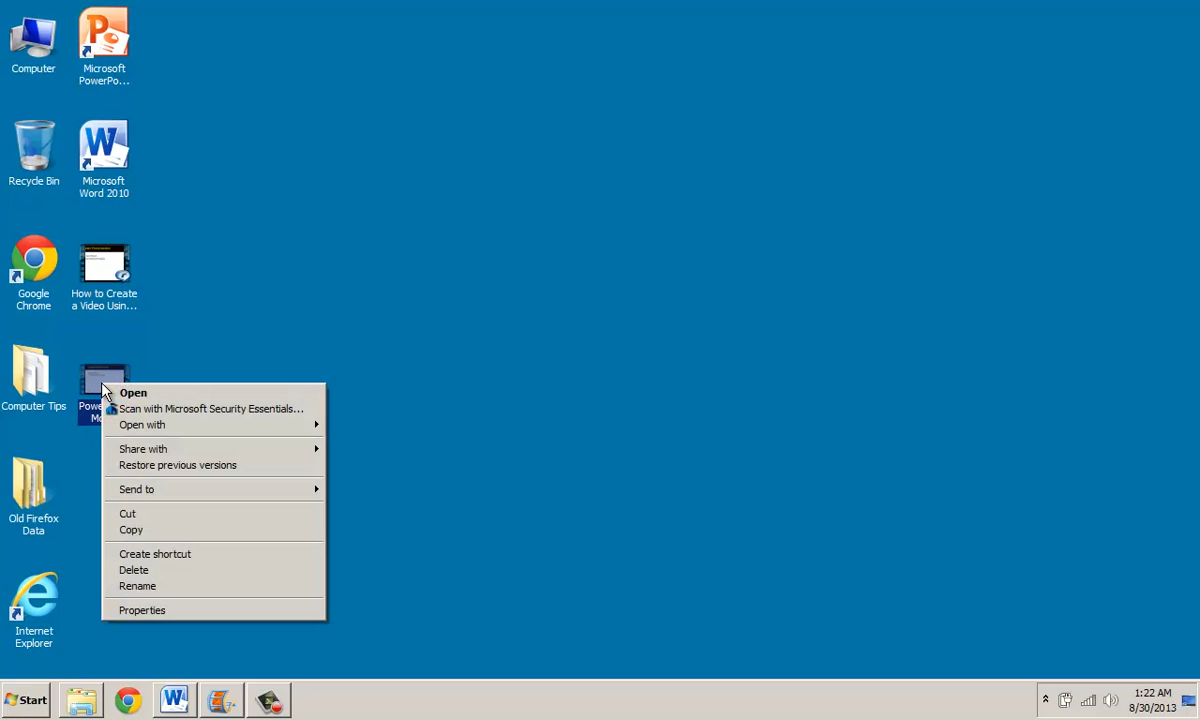 Computer
Microsoft
PowerPo...
Recycle Bin
Microsoft
Word 2010
Google
Chrome
How to Create
a Video Usin...
Computer Tips
Old Firefox
Data
Internet
Explorer
Open
Scan with Microsoft Security Essentials...
Open with
Share with
Restore previous versions
Send to
Cut
Copy
Create shortcut
Delete
Rename
Properties
Start
1:22 AM
8/30/2013